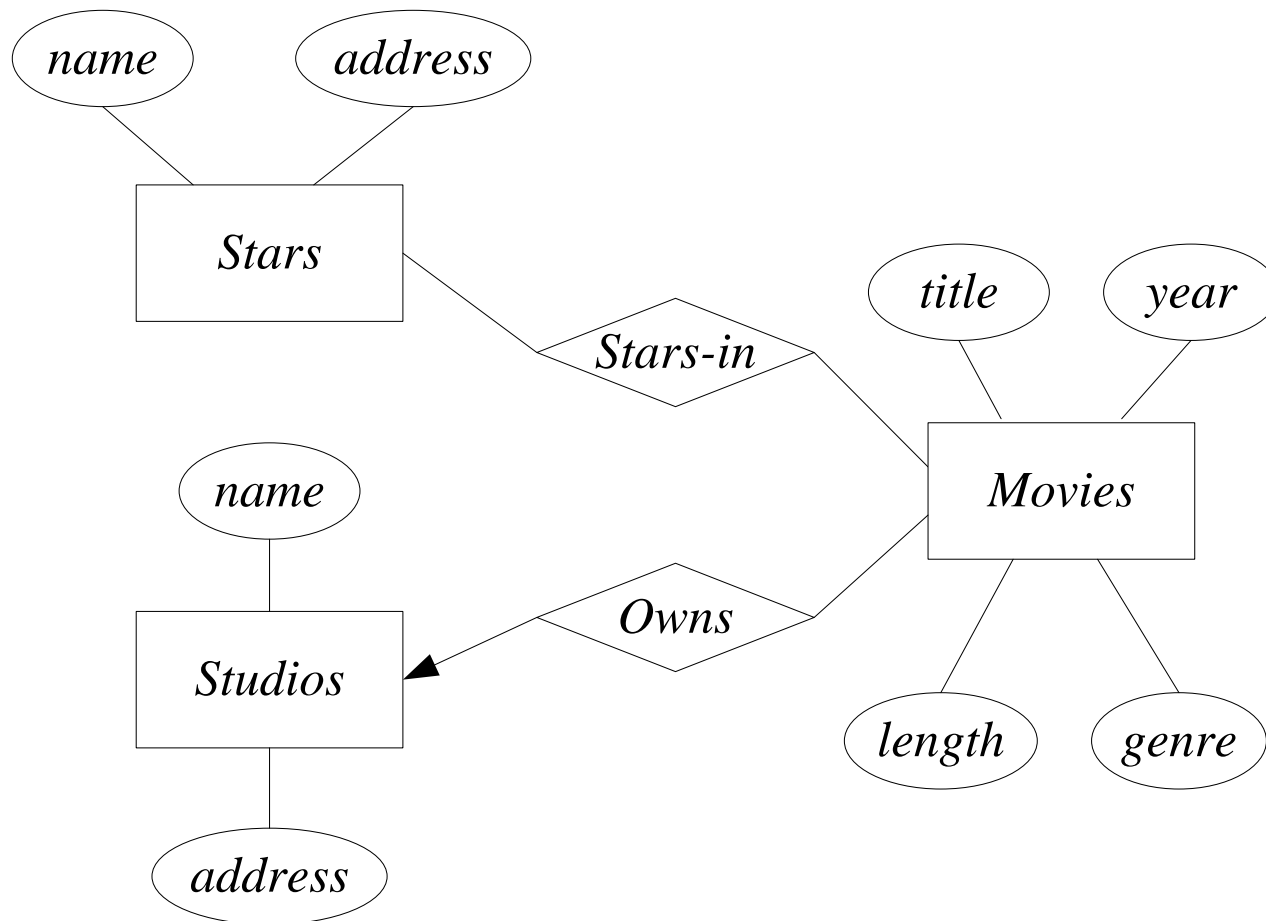 name
address
Stars
title
year
Stars-in
name
Movies
Owns
Studios
length
genre
address